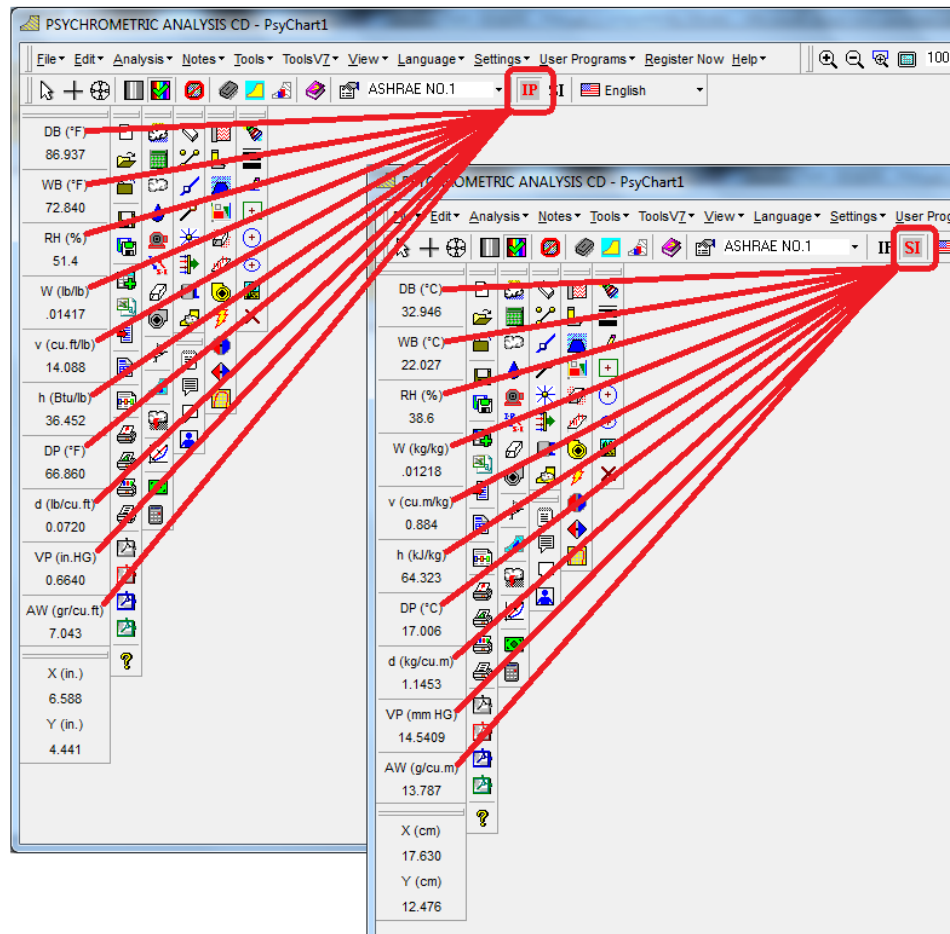 PSYCHROMETRIC ANALYSIS CD - PsyChart1
File Edit Analysis Notes Tools ToolsV7 View Language Settings User Programs Register Now Help 100
ASHRAE NO.1 IP SI English
DB (°F)
86.937
WB (°F)
72.840
RH (%)
51.4
W (lb/lb)
.01417
v (cu.ft/lb)
14.088
h (Btu/lb)
36.452
DP (°F)
66.860
d (lb/cu.ft)
0.0720
VP (in.HG)
0.6640
AW (gr/cu.ft)
7.043
X (in.)
6.588
Y (in.)
4.441
PSYCHROMETRIC ANALYSIS CD - PsyChart1
Edit Analysis Notes Tools ToolsV7 View Language Settings User Prog
ASHRAE NO.1 IP SI
DB (°C)
32.946
WB (°C)
22.027
RH (%)
38.6
W (kg/kg)
.01218
v (cu.m/kg)
0.884
h (kJ/kg)
64.323
DP (°C)
17.006
d (kg/cu.m)
1.1453
VP (mm HG)
14.5409
AW (g/cu.m)
13.787
X (cm)
17.630
Y (cm)
12.476